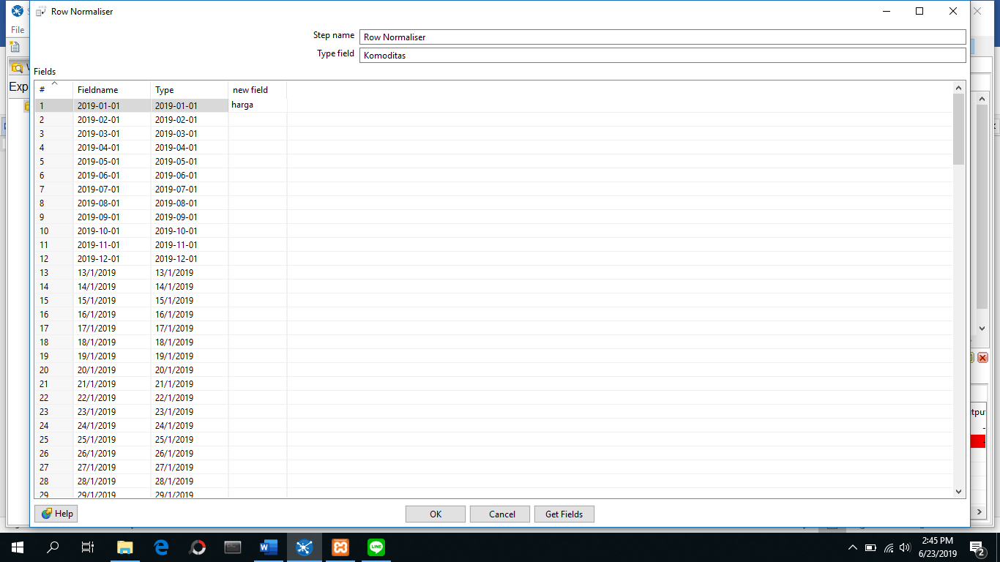 Row Normaliser
File
Step name Row Normaliser
Type field Komoditas
Fields
Exp
# Fieldname Type new field
1 2019-01-01 2019-01-01 harga
2 2019-02-01 2019-02-01
3 2019-03-01 2019-03-01
4 2019-04-01 2019-04-01
5 2019-05-01 2019-05-01
6 2019-06-01 2019-06-01
7 2019-07-01 2019-07-01
8 2019-08-01 2019-08-01
9 2019-09-01 2019-09-01
10 2019-10-01 2019-10-01
11 2019-11-01 2019-11-01
12 2019-12-01 2019-12-01
13 13/1/2019 13/1/2019
14 14/1/2019 14/1/2019
15 15/1/2019 15/1/2019
16 16/1/2019 16/1/2019
17 17/1/2019 17/1/2019
18 18/1/2019 18/1/2019
19 19/1/2019 19/1/2019
20 20/1/2019 20/1/2019
21 21/1/2019 21/1/2019
22 22/1/2019 22/1/2019
23 23/1/2019 23/1/2019
24 24/1/2019 24/1/2019
25 25/1/2019 25/1/2019
26 26/1/2019 26/1/2019
27 27/1/2019 27/1/2019
28 28/1/2019 28/1/2019
29 29/1/2019 29/1/2019
tpu
Help OK Cancel Get Fields
LINE
2:45 PM
6/23/2019
2